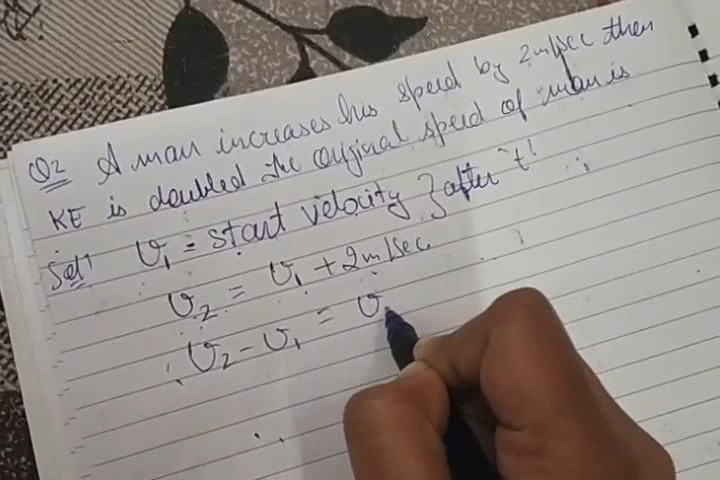 Q2 A man increases his speed by 2m/sec then
KE is doubled the original speed of man is
Sol! v₁ = start velocity } after 't'
v₂ = v₁ + 2m/sec
∴ v₂ - v₁ = v